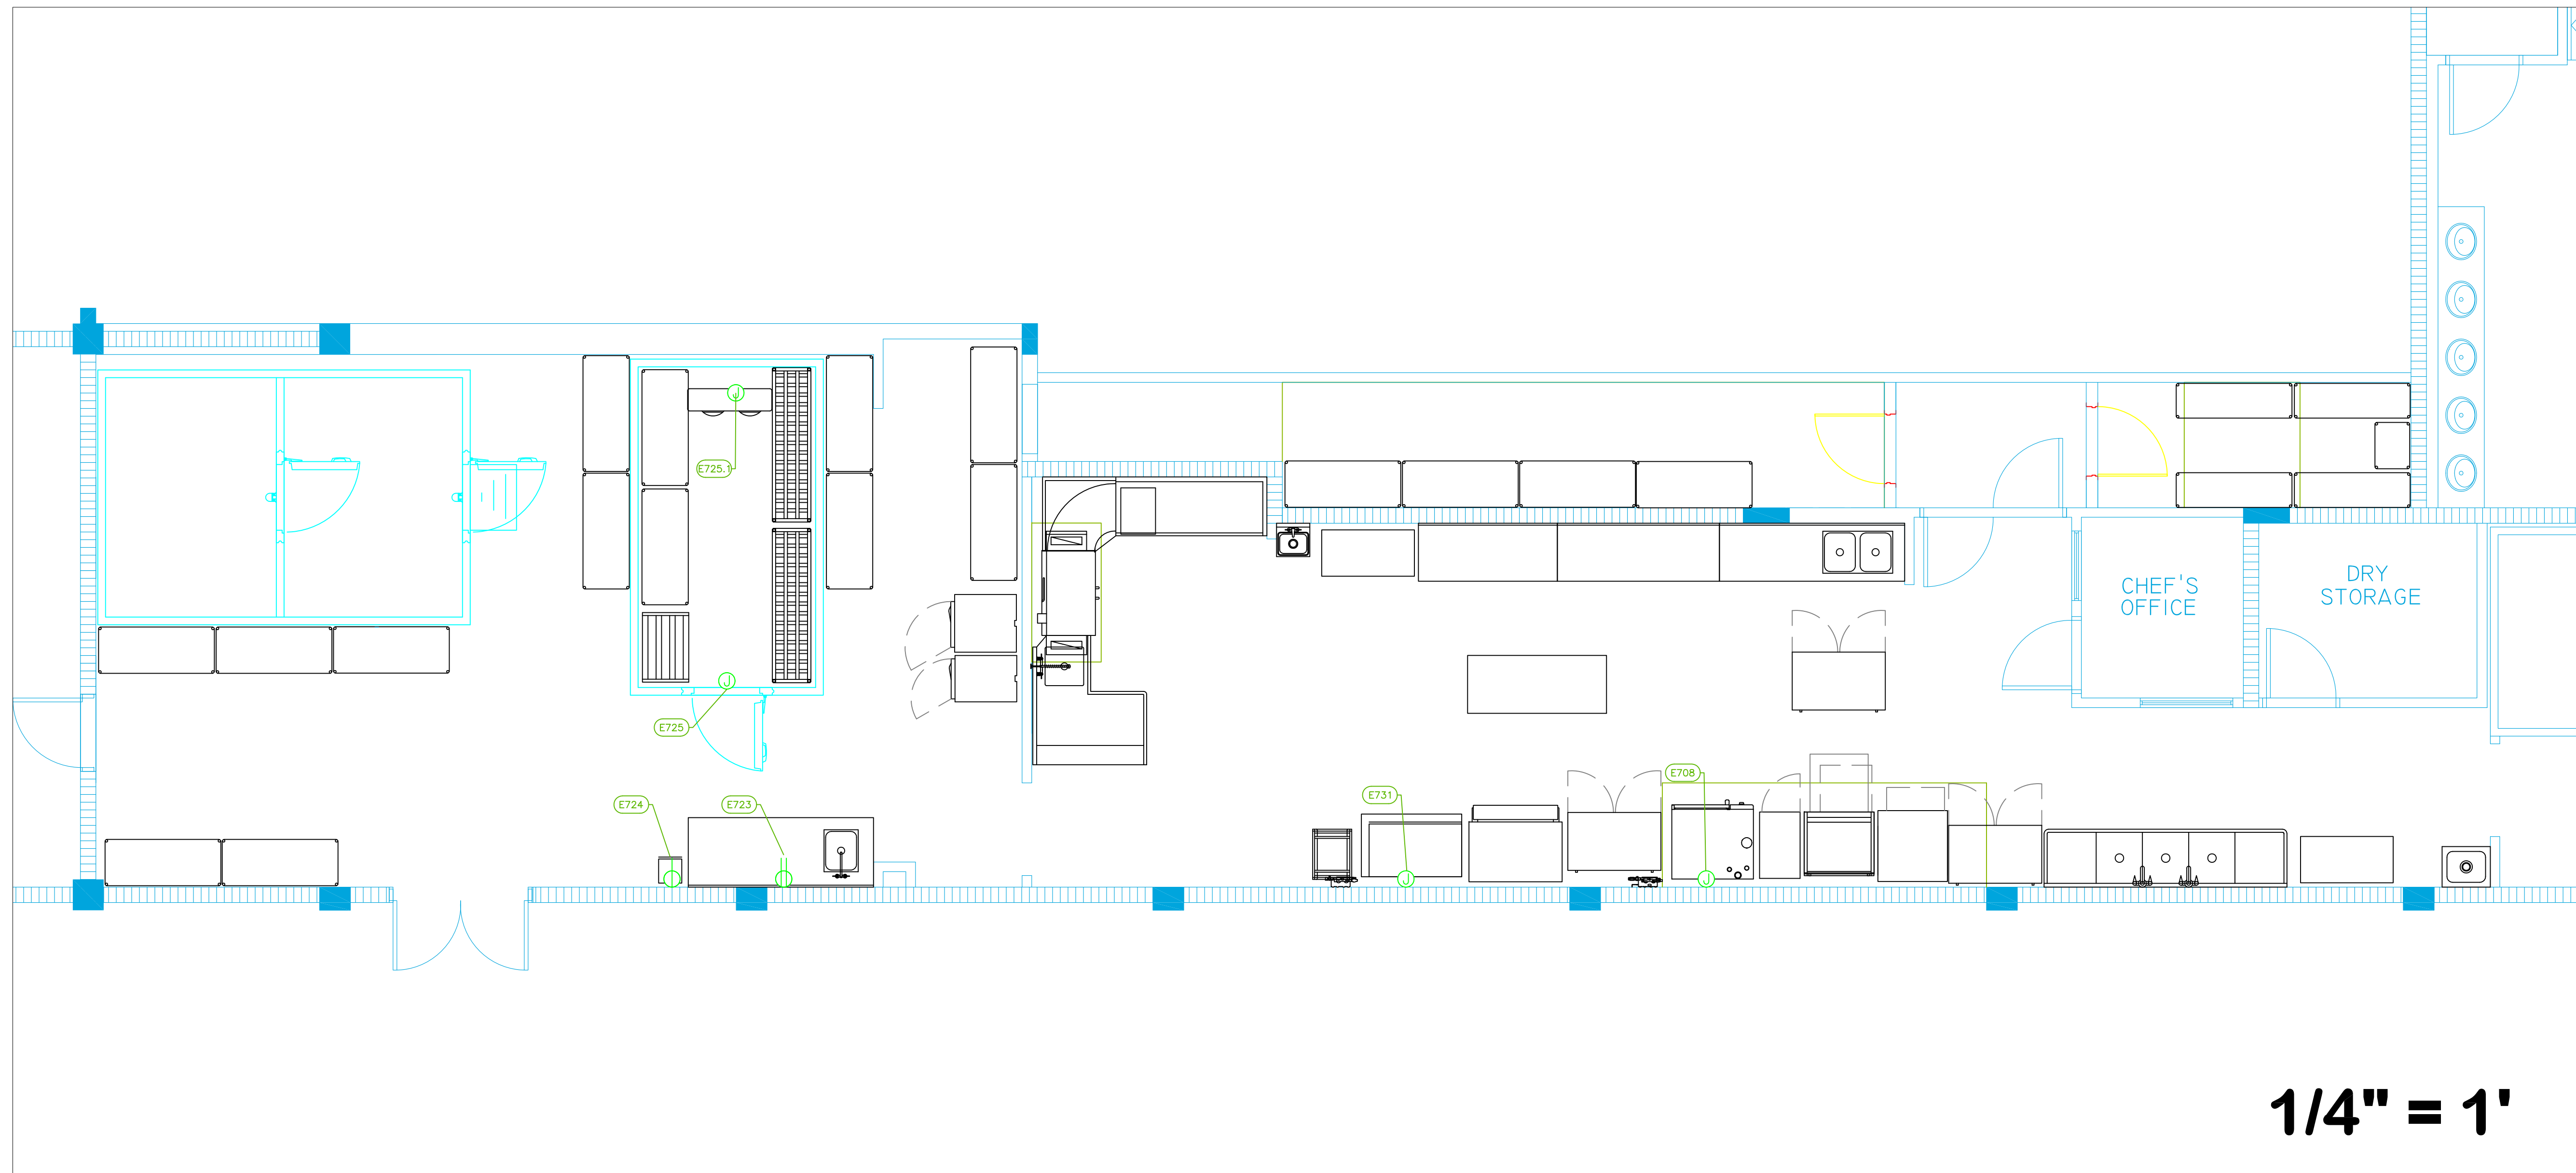 J
E725.1
CHEF'S
OFFICE
DRY
STORAGE
J
E725
E708
E731
E724
E723
J
J
1/4" = 1'